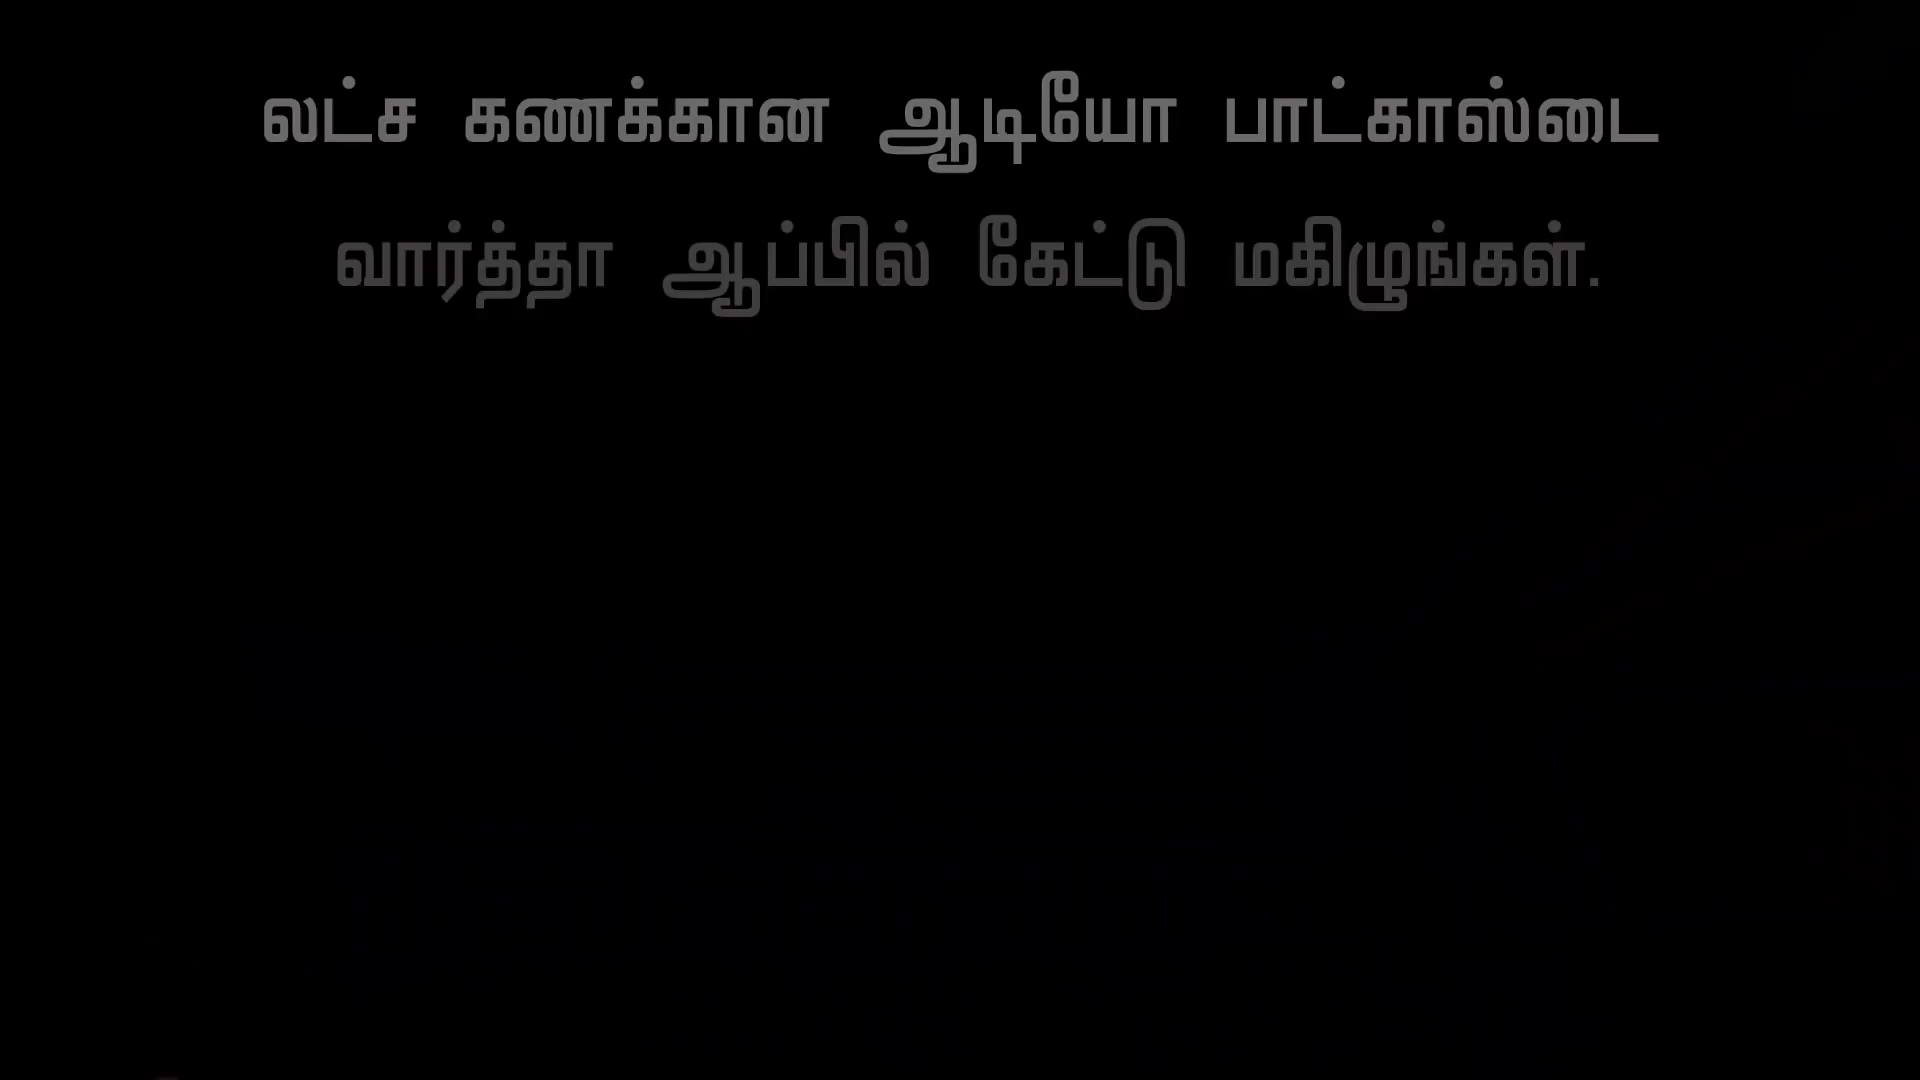 லட்ச கணக்கான ஆடியோ பாட்காஸ்டை
வார்த்தா ஆப்பில் கேட்டு மகிழுங்கள்.